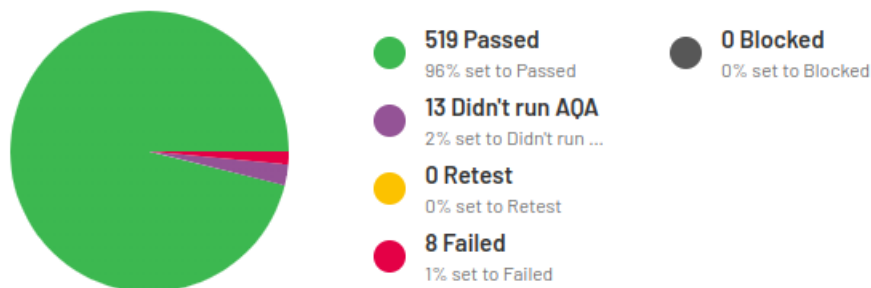 519 Passed
96% set to Passed
13 Didn't run AQA
2% set to Didn't run ...
0 Retest
0% set to Retest
8 Failed
1% set to Failed
0 Blocked
0% set to Blocked